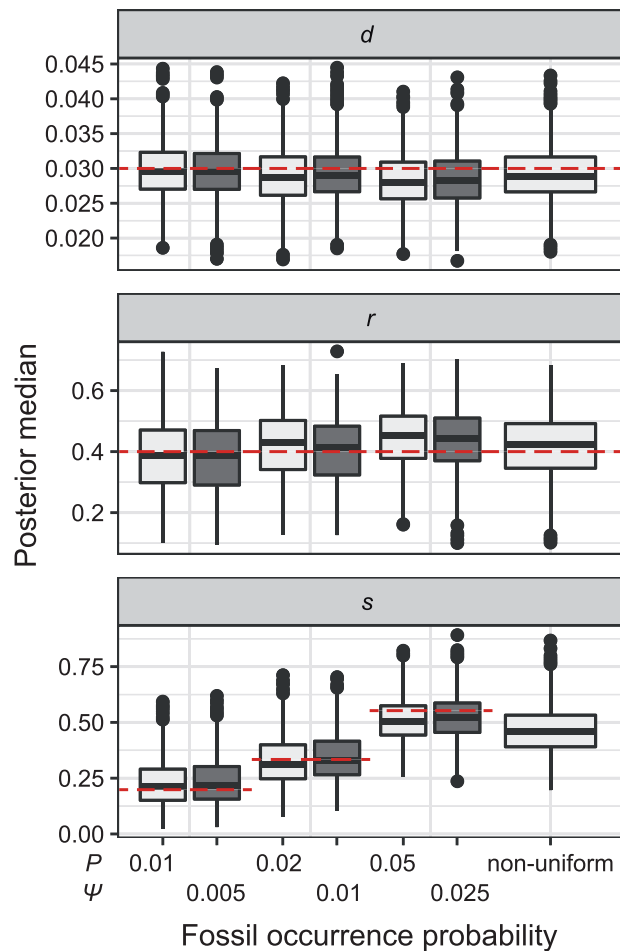 d
0.045
0.040
0.035
0.030
0.025
0.020
r
0.6
0.4
0.2
s
0.75
0.50
0.25
0.00
Posterior median
P 0.01 0.02 0.05 non-uniform
Ψ 0.005 0.01 0.025
Fossil occurrence probability